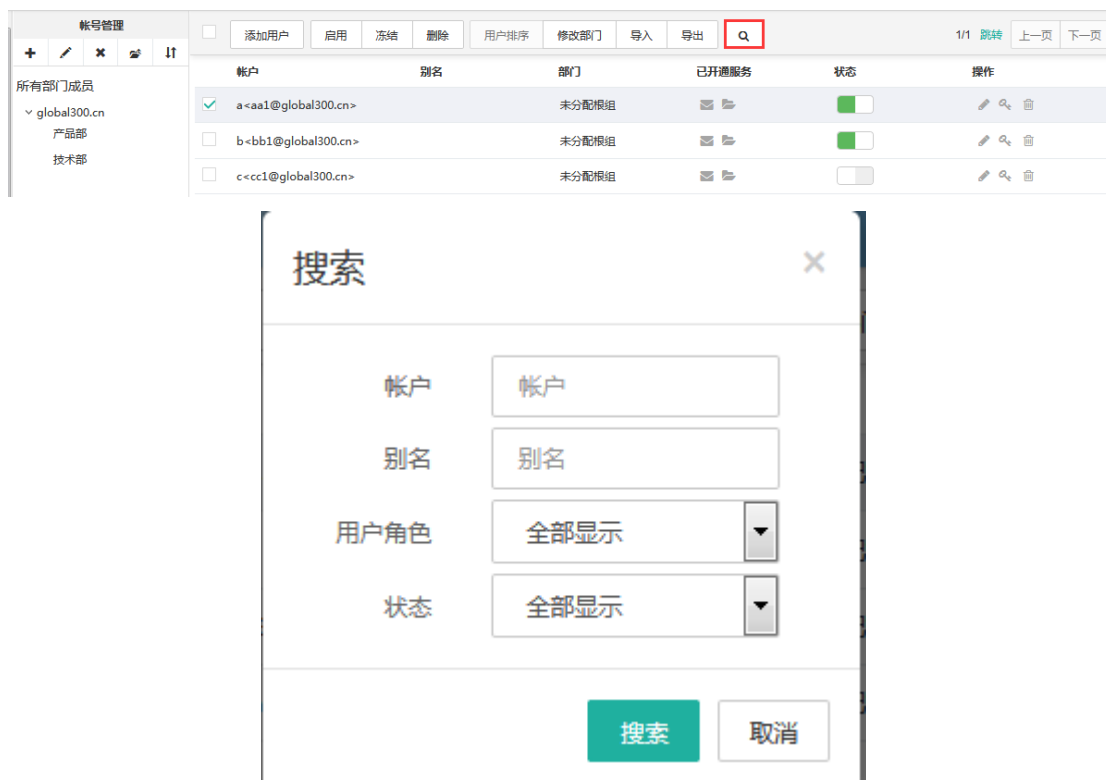 帐号管理
所有部门成员
global300.cn
产品部
技术部
添加用户 启用 冻结 删除 用户排序 修改部门 导入 导出 1/1 跳转 上一页 下一页
帐户 别名 部门 已开通服务 状态 操作
a<aa1@global300.cn> 未分配根组
b<bb1@global300.cn> 未分配根组
c<cc1@global300.cn> 未分配根组
搜索 ×
帐户 帐户
别名 别名
用户角色 全部显示
状态 全部显示
搜索 取消